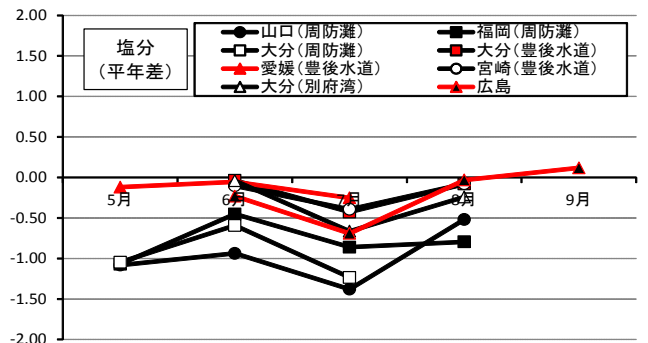 2.00
1.50
1.00
0.50
0.00
-0.50
-1.00
-1.50
-2.00
塩分
（平年差）
山口（周防灘） 福岡（周防灘）
大分（周防灘） 大分（豊後水道）
愛媛（豊後水道） 宮崎（豊後水道）
大分（別府湾） 広島
5月 6月 7月 8月 9月